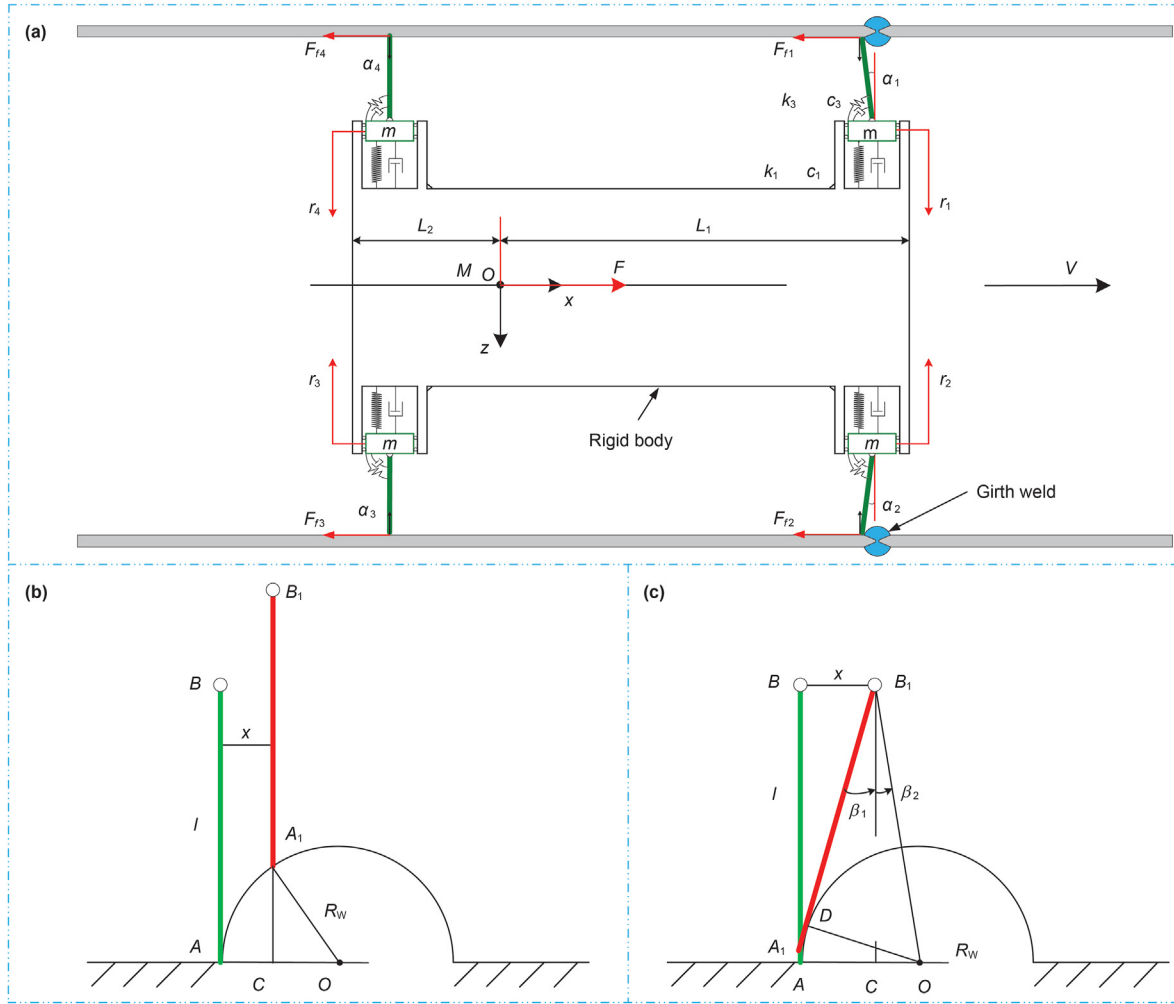 (a)
F_f4
F_f1
α_4
α_1
k_3
c_3
m
m
k_1
c_1
r_4
r_1
L_2
L_1
M
O
F
V
x
z
r_3
r_2
Rigid body
m
m
Girth weld
α_3
α_2
F_f3
F_f2
(b)
B_1
B
x
l
A_1
R_W
A
C
O
(c)
B
x
B_1
l
β_1
β_2
D
A_1
R_W
A
C
O